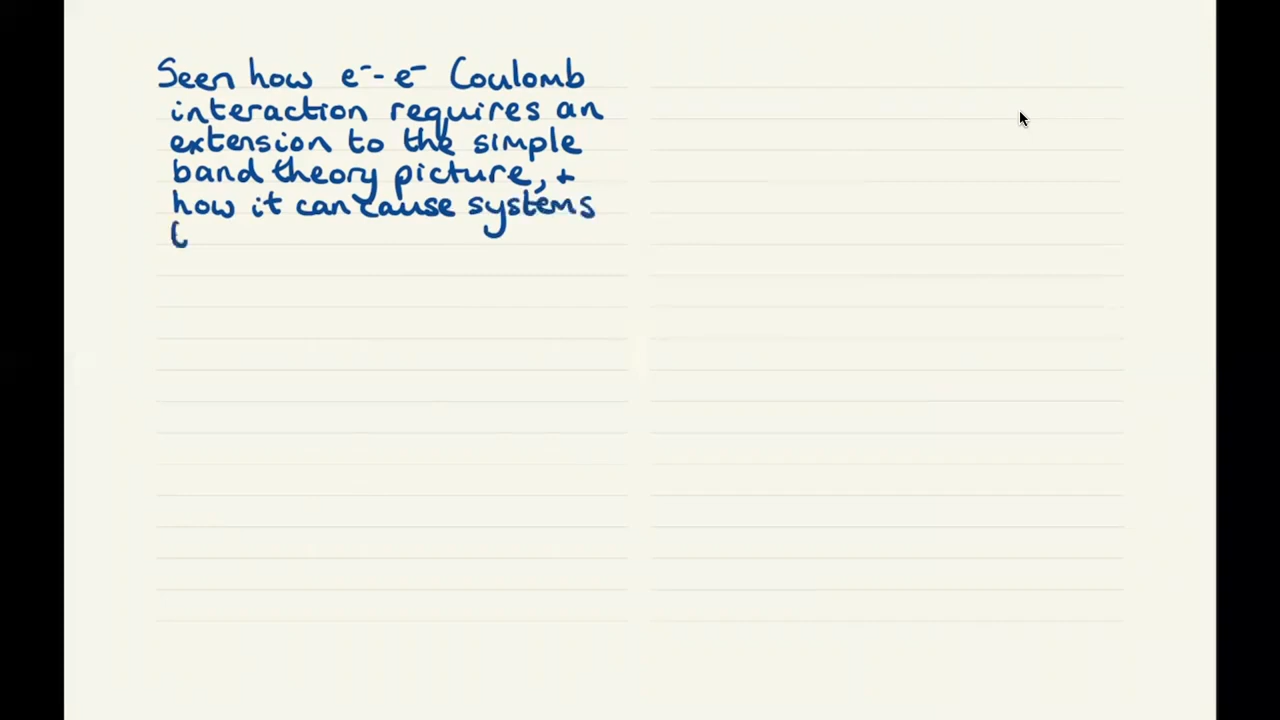 Seen how e⁻-e⁻ Coulomb
interaction requires an
extension to the simple
band theory picture, +
how it can cause systems